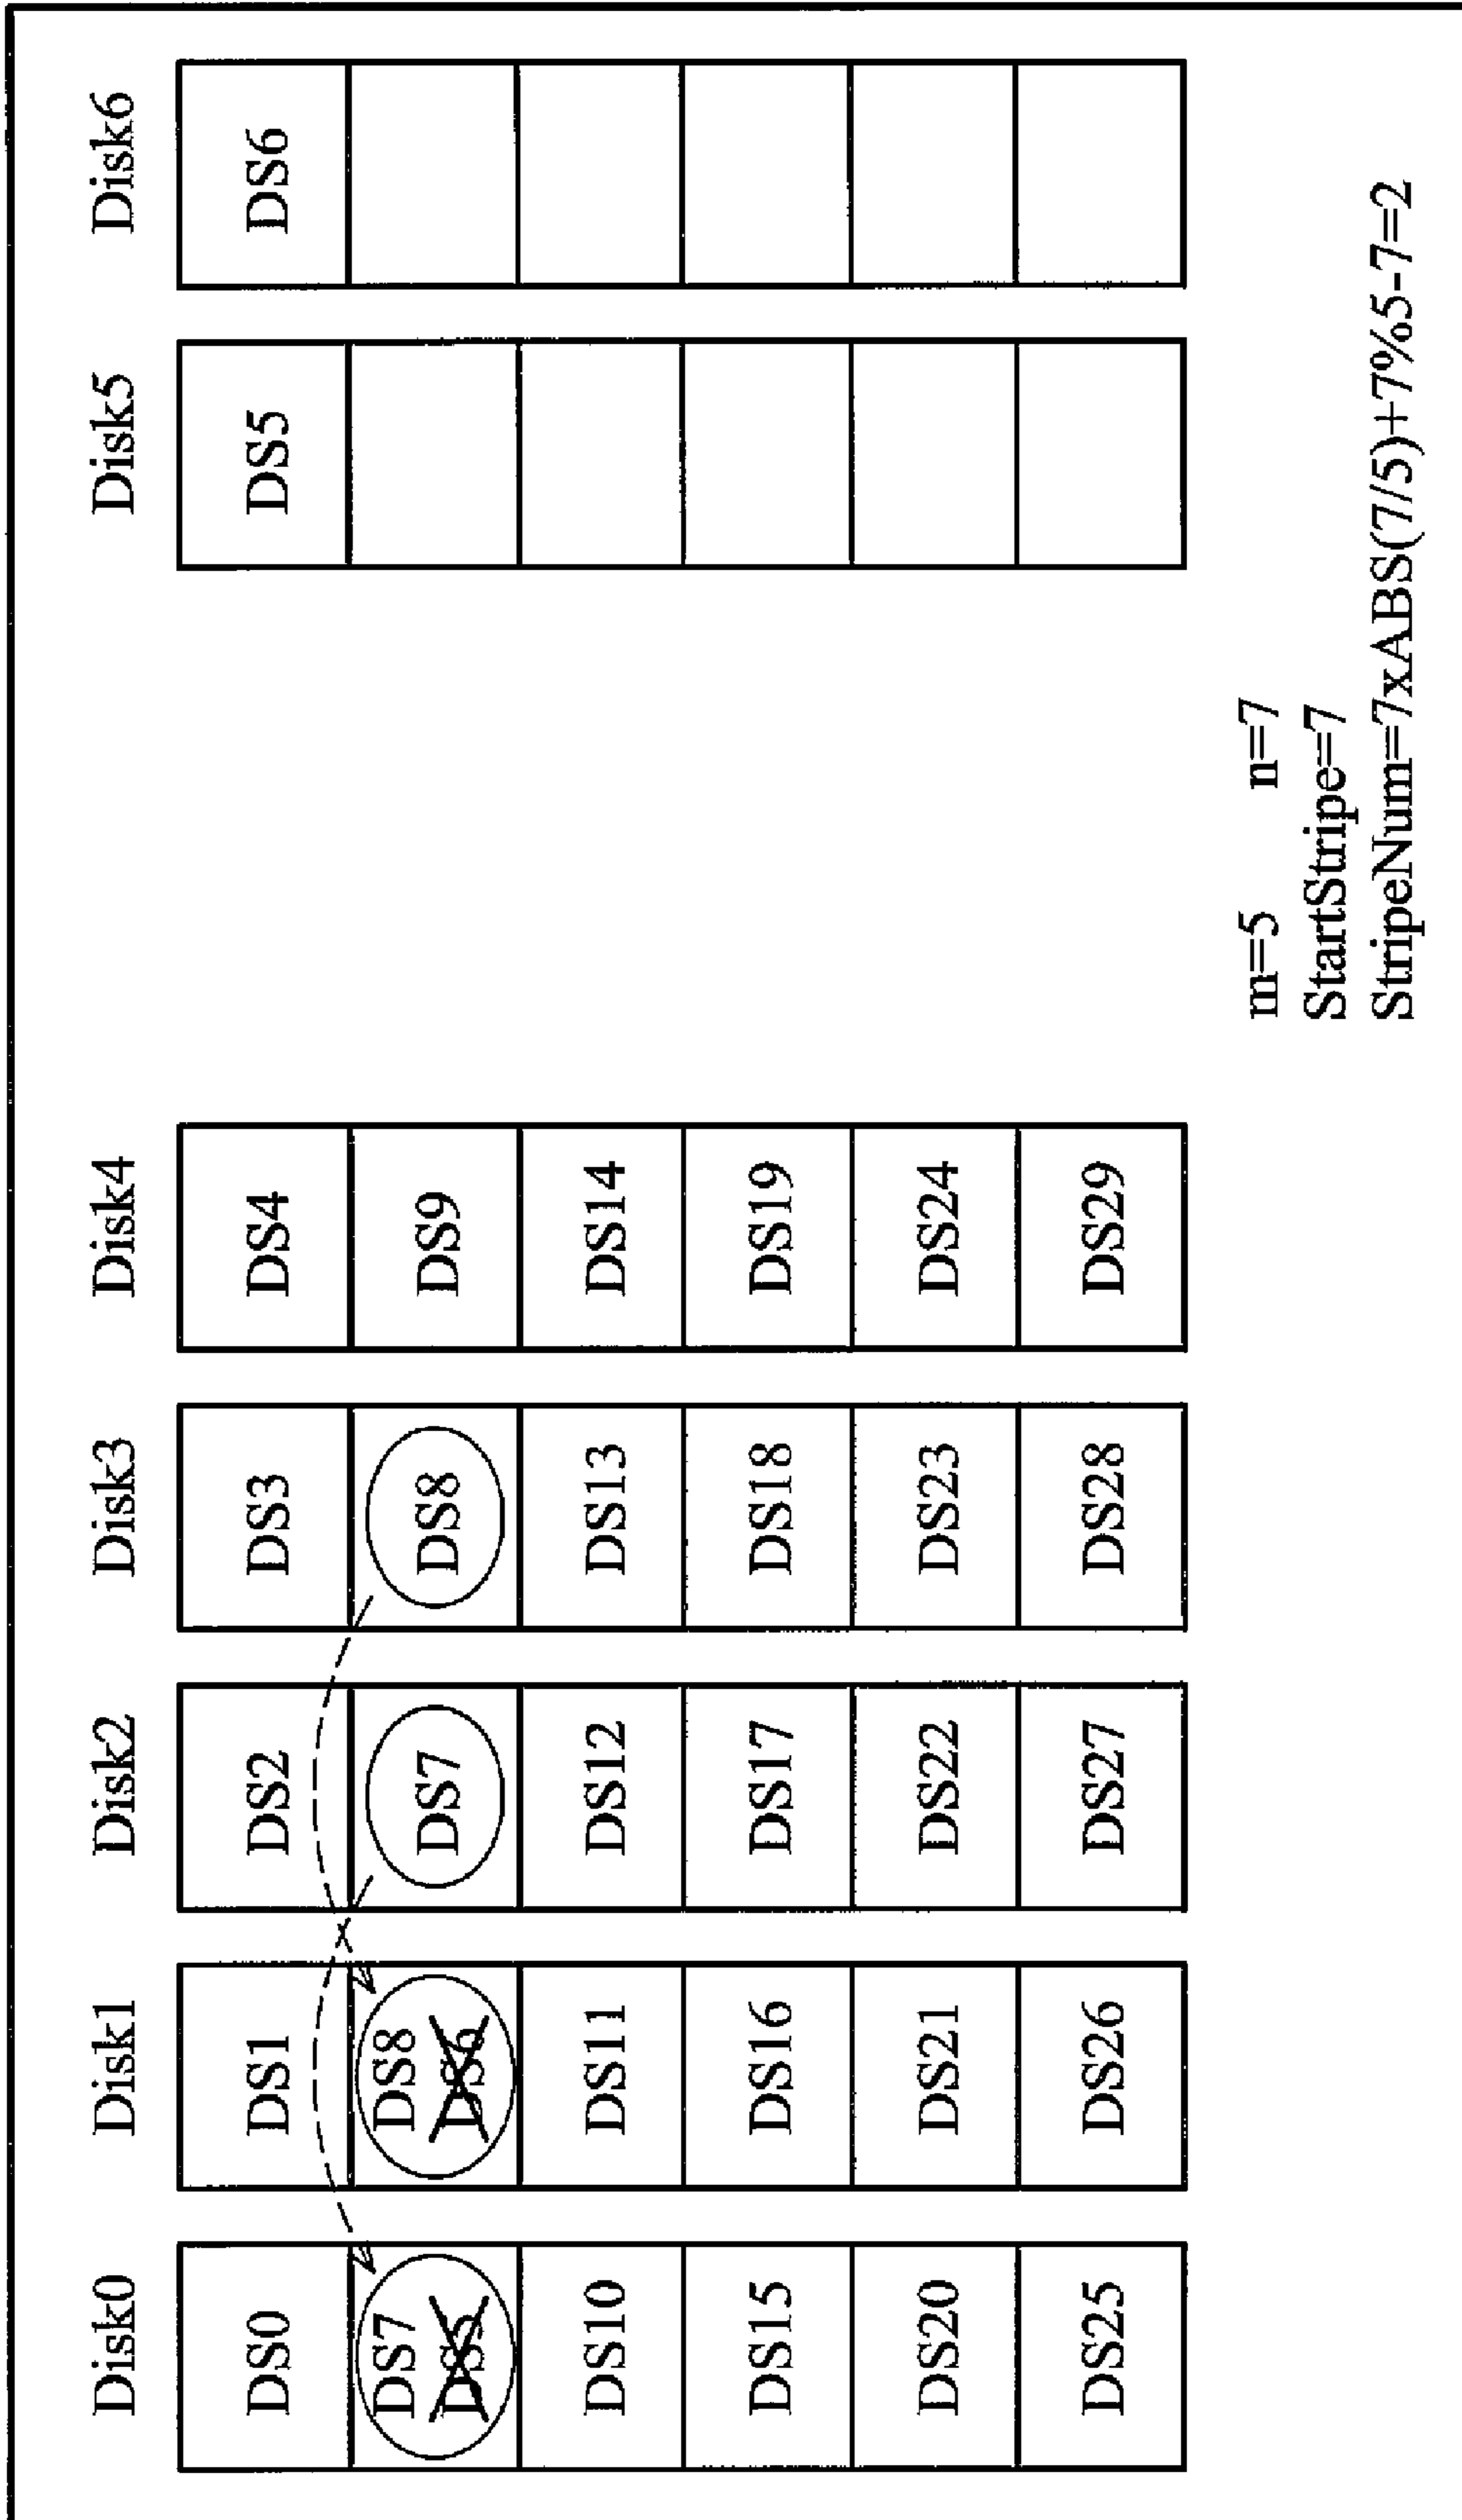 Disk0 Disk1 Disk2 Disk3 Disk4 Disk5 Disk6
DS0 DS1 DS2 DS3 DS4 DS5 DS6
DS7 DS8 DS7 DS8 DS9
DS5 DS6
DS10 DS11 DS12 DS13 DS14
DS15 DS16 DS17 DS18 DS19
DS20 DS21 DS22 DS23 DS24
DS25 DS26 DS27 DS28 DS29
m=5 n=7
StartStripe=7
StripeNum=7xABS(7/5)+7%5-7=2